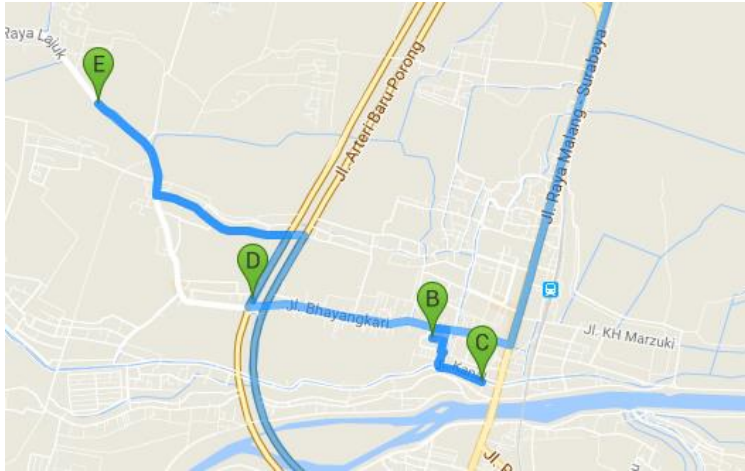 Raya Lajuk
E
Jl. Arteri Baru Porong
Jl. Raya Malang - Surabaya
D
B
Jl. Bhayangkari
C
Jl. KH Marzuki